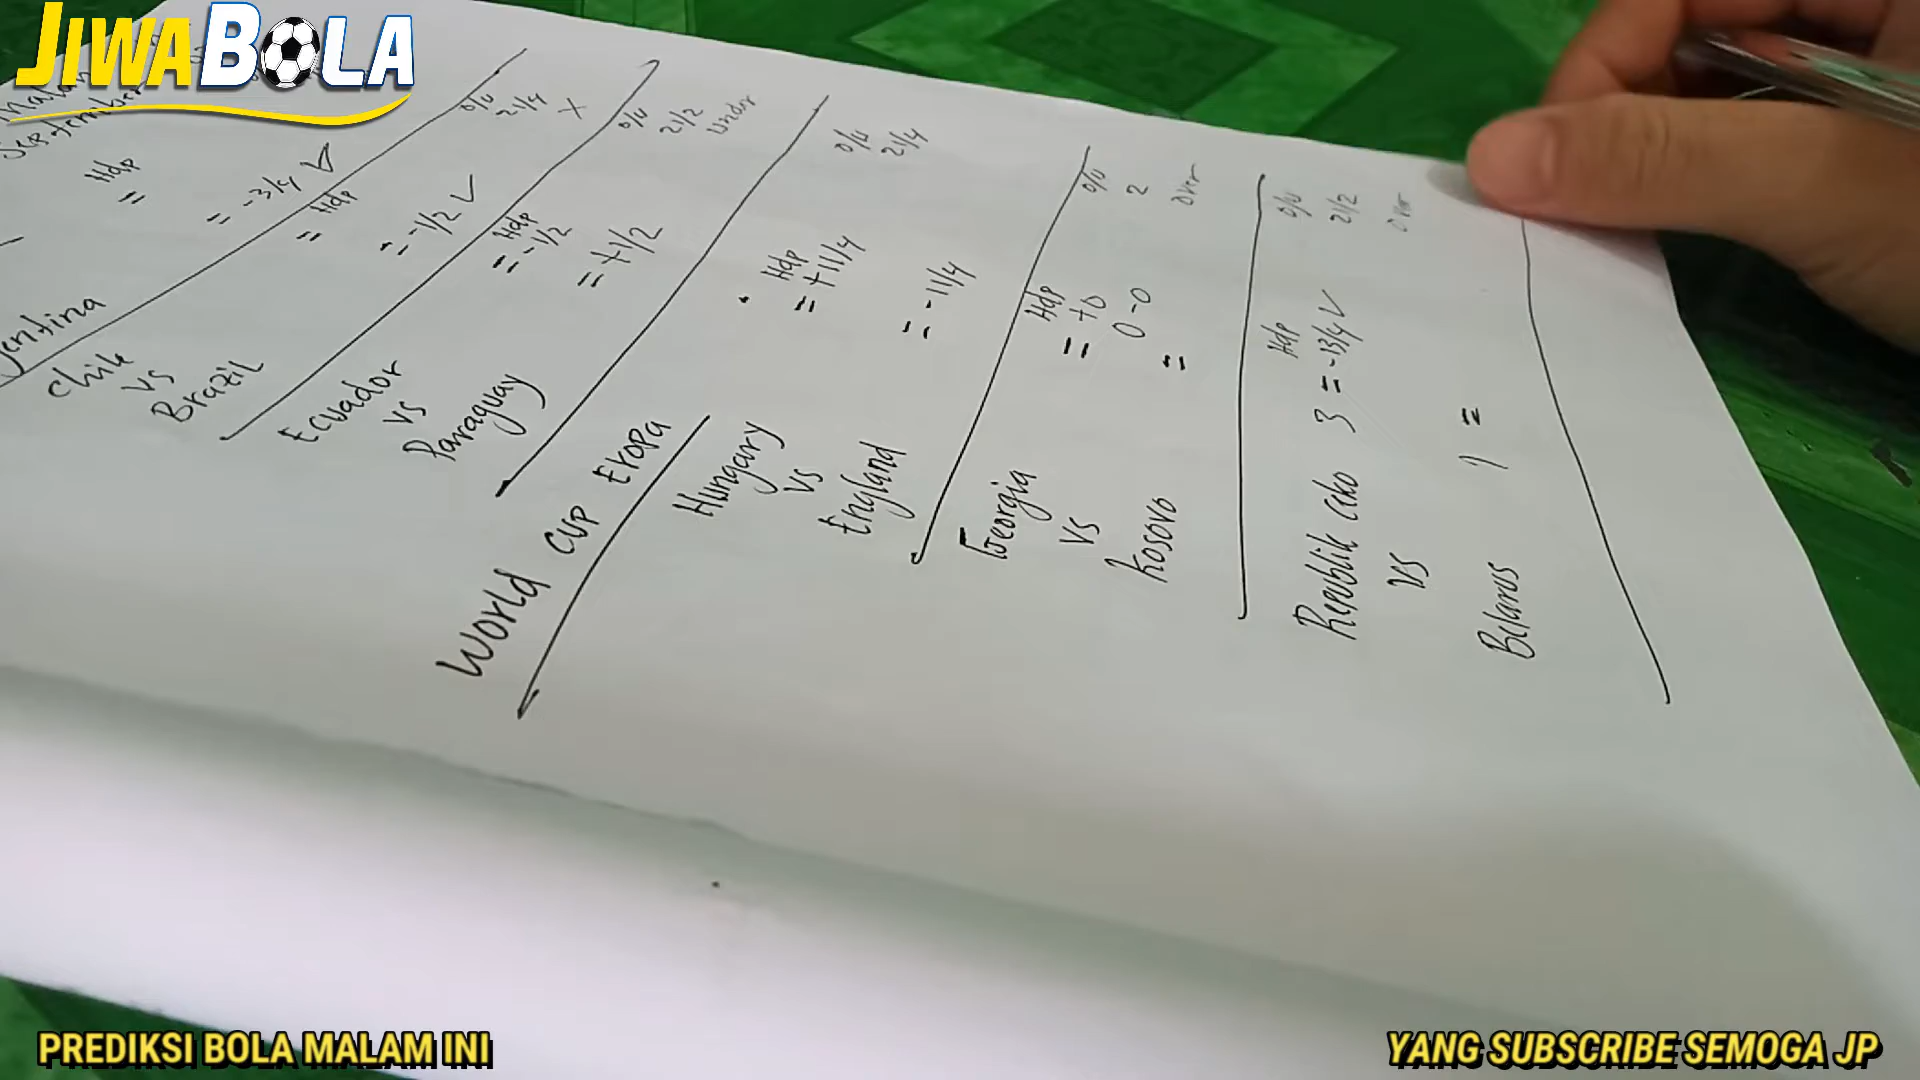 JIWABOLA
Malam
September
Hdp
=
= -3/4 V
o/u
2 1/4
X
jentina
Chile
vs
Brazil
= Hdp
= -1/2 V
o/u
2 1/2
Under
Ecuador
vs
Paraguay
Hdp
= -1/2
= +1/2
o/u
2 1/4
WORLD CUP EROPA
Hungary
vs
England
Hdp
= +1 1/4
= -1 1/4
o/u
2
over
Georgia
vs
Kosovo
Hdp
= +0
0 - 0
=
o/u
2 1/2
over
Republik ceko 3 = -1 3/4 V
Hdp
vs
Belarus 1 =
PREDIKSI BOLA MALAM INI
YANG SUBSCRIBE SEMOGA JP